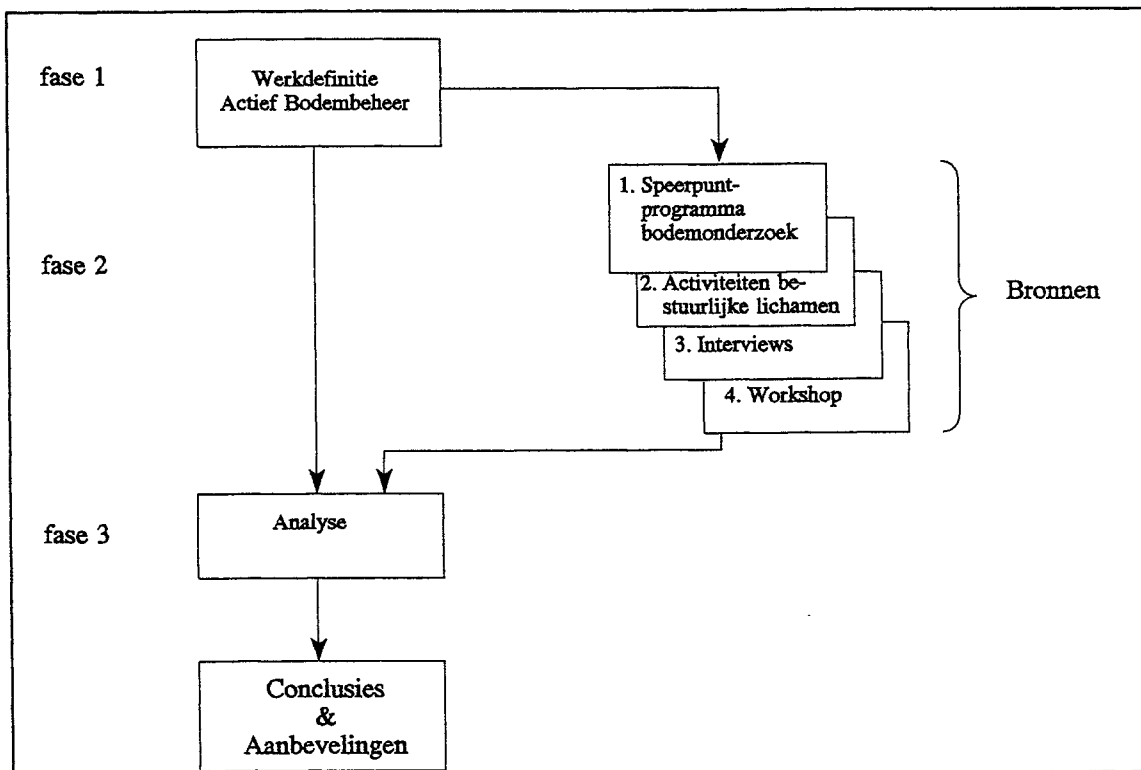 fase 1
Werkdefinitie
Actief Bodembeheer
fase 2
1. Speerpunt-
programma
bodemonderzoek
2. Activiteiten be-
stuurlijke lichamen
3. Interviews
4. Workshop
Bronnen
fase 3
Analyse
Conclusies
&
Aanbevelingen